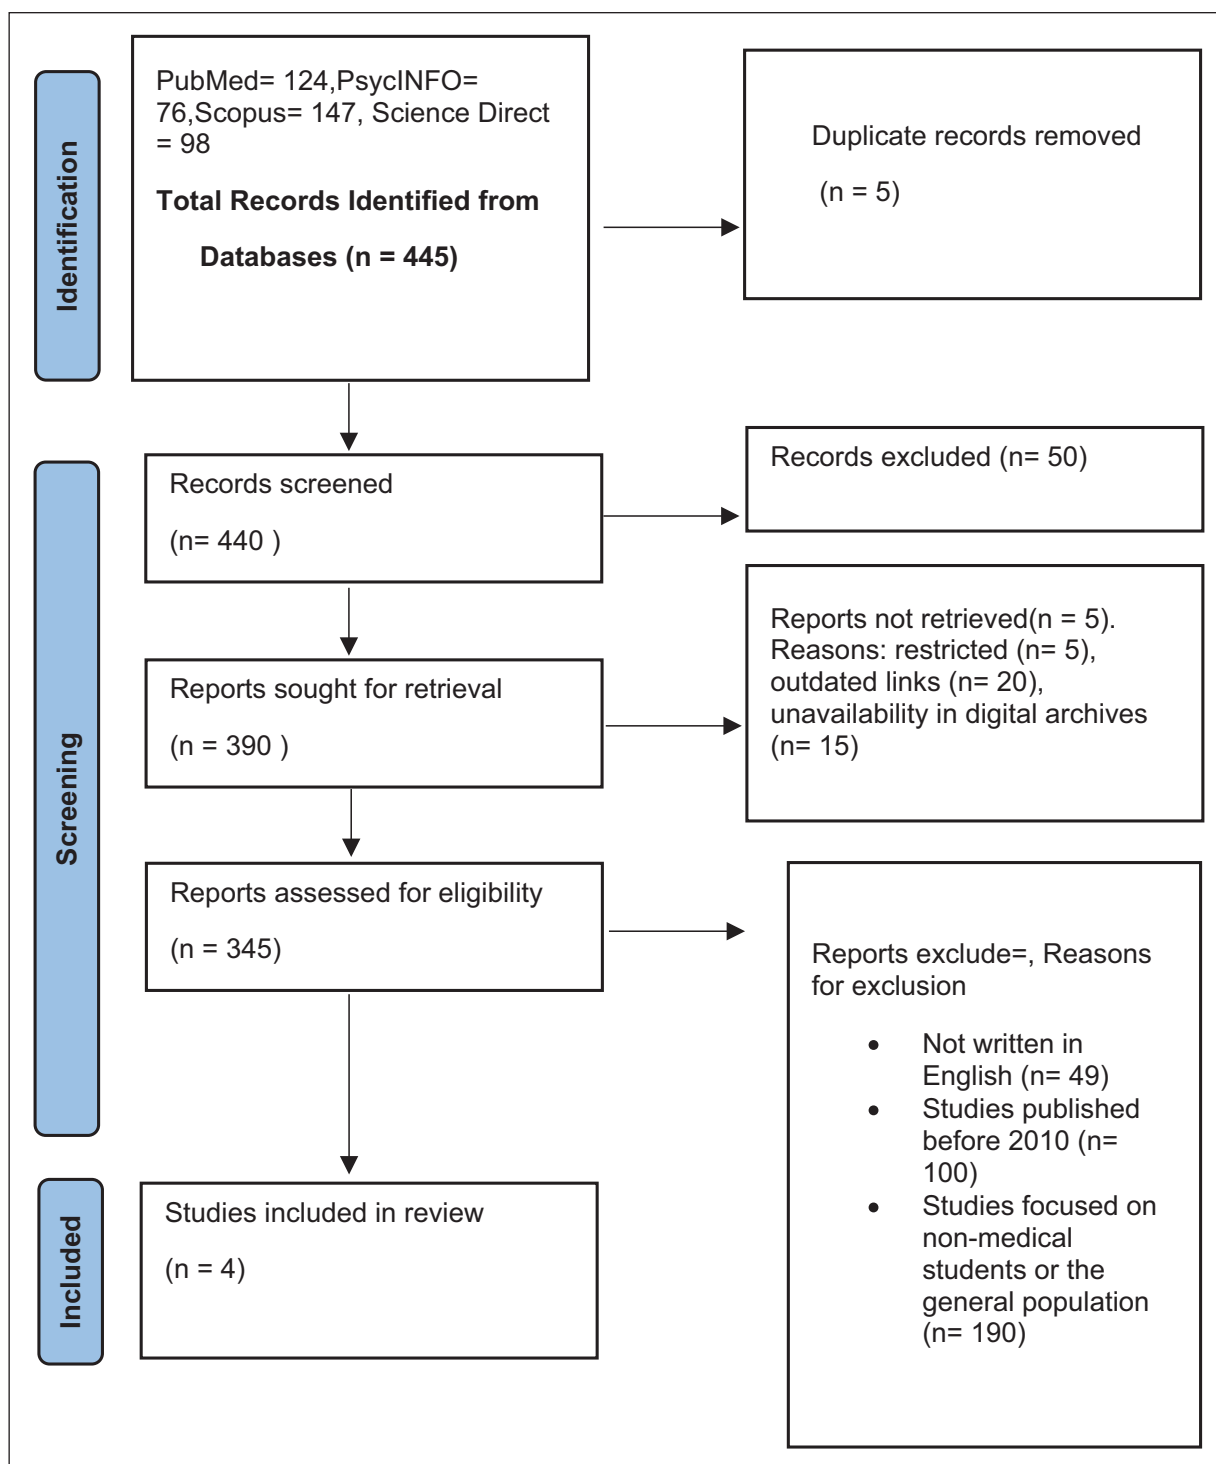 Identification
PubMed= 124,PsycINFO=
76,Scopus= 147, Science Direct
= 98
Total Records Identified from
Databases (n = 445)
Duplicate records removed
(n = 5)
Screening
Records screened
(n= 440 )
Records excluded (n= 50)
Reports sought for retrieval
(n = 390 )
Reports not retrieved(n = 5).
Reasons: restricted (n= 5),
outdated links (n= 20),
unavailability in digital archives
(n= 15)
Reports assessed for eligibility
(n = 345)
Reports exclude=, Reasons
for exclusion
• Not written in
English (n= 49)
• Studies published
before 2010 (n=
100)
• Studies focused on
non-medical
students or the
general population
(n= 190)
Included
Studies included in review
(n = 4)